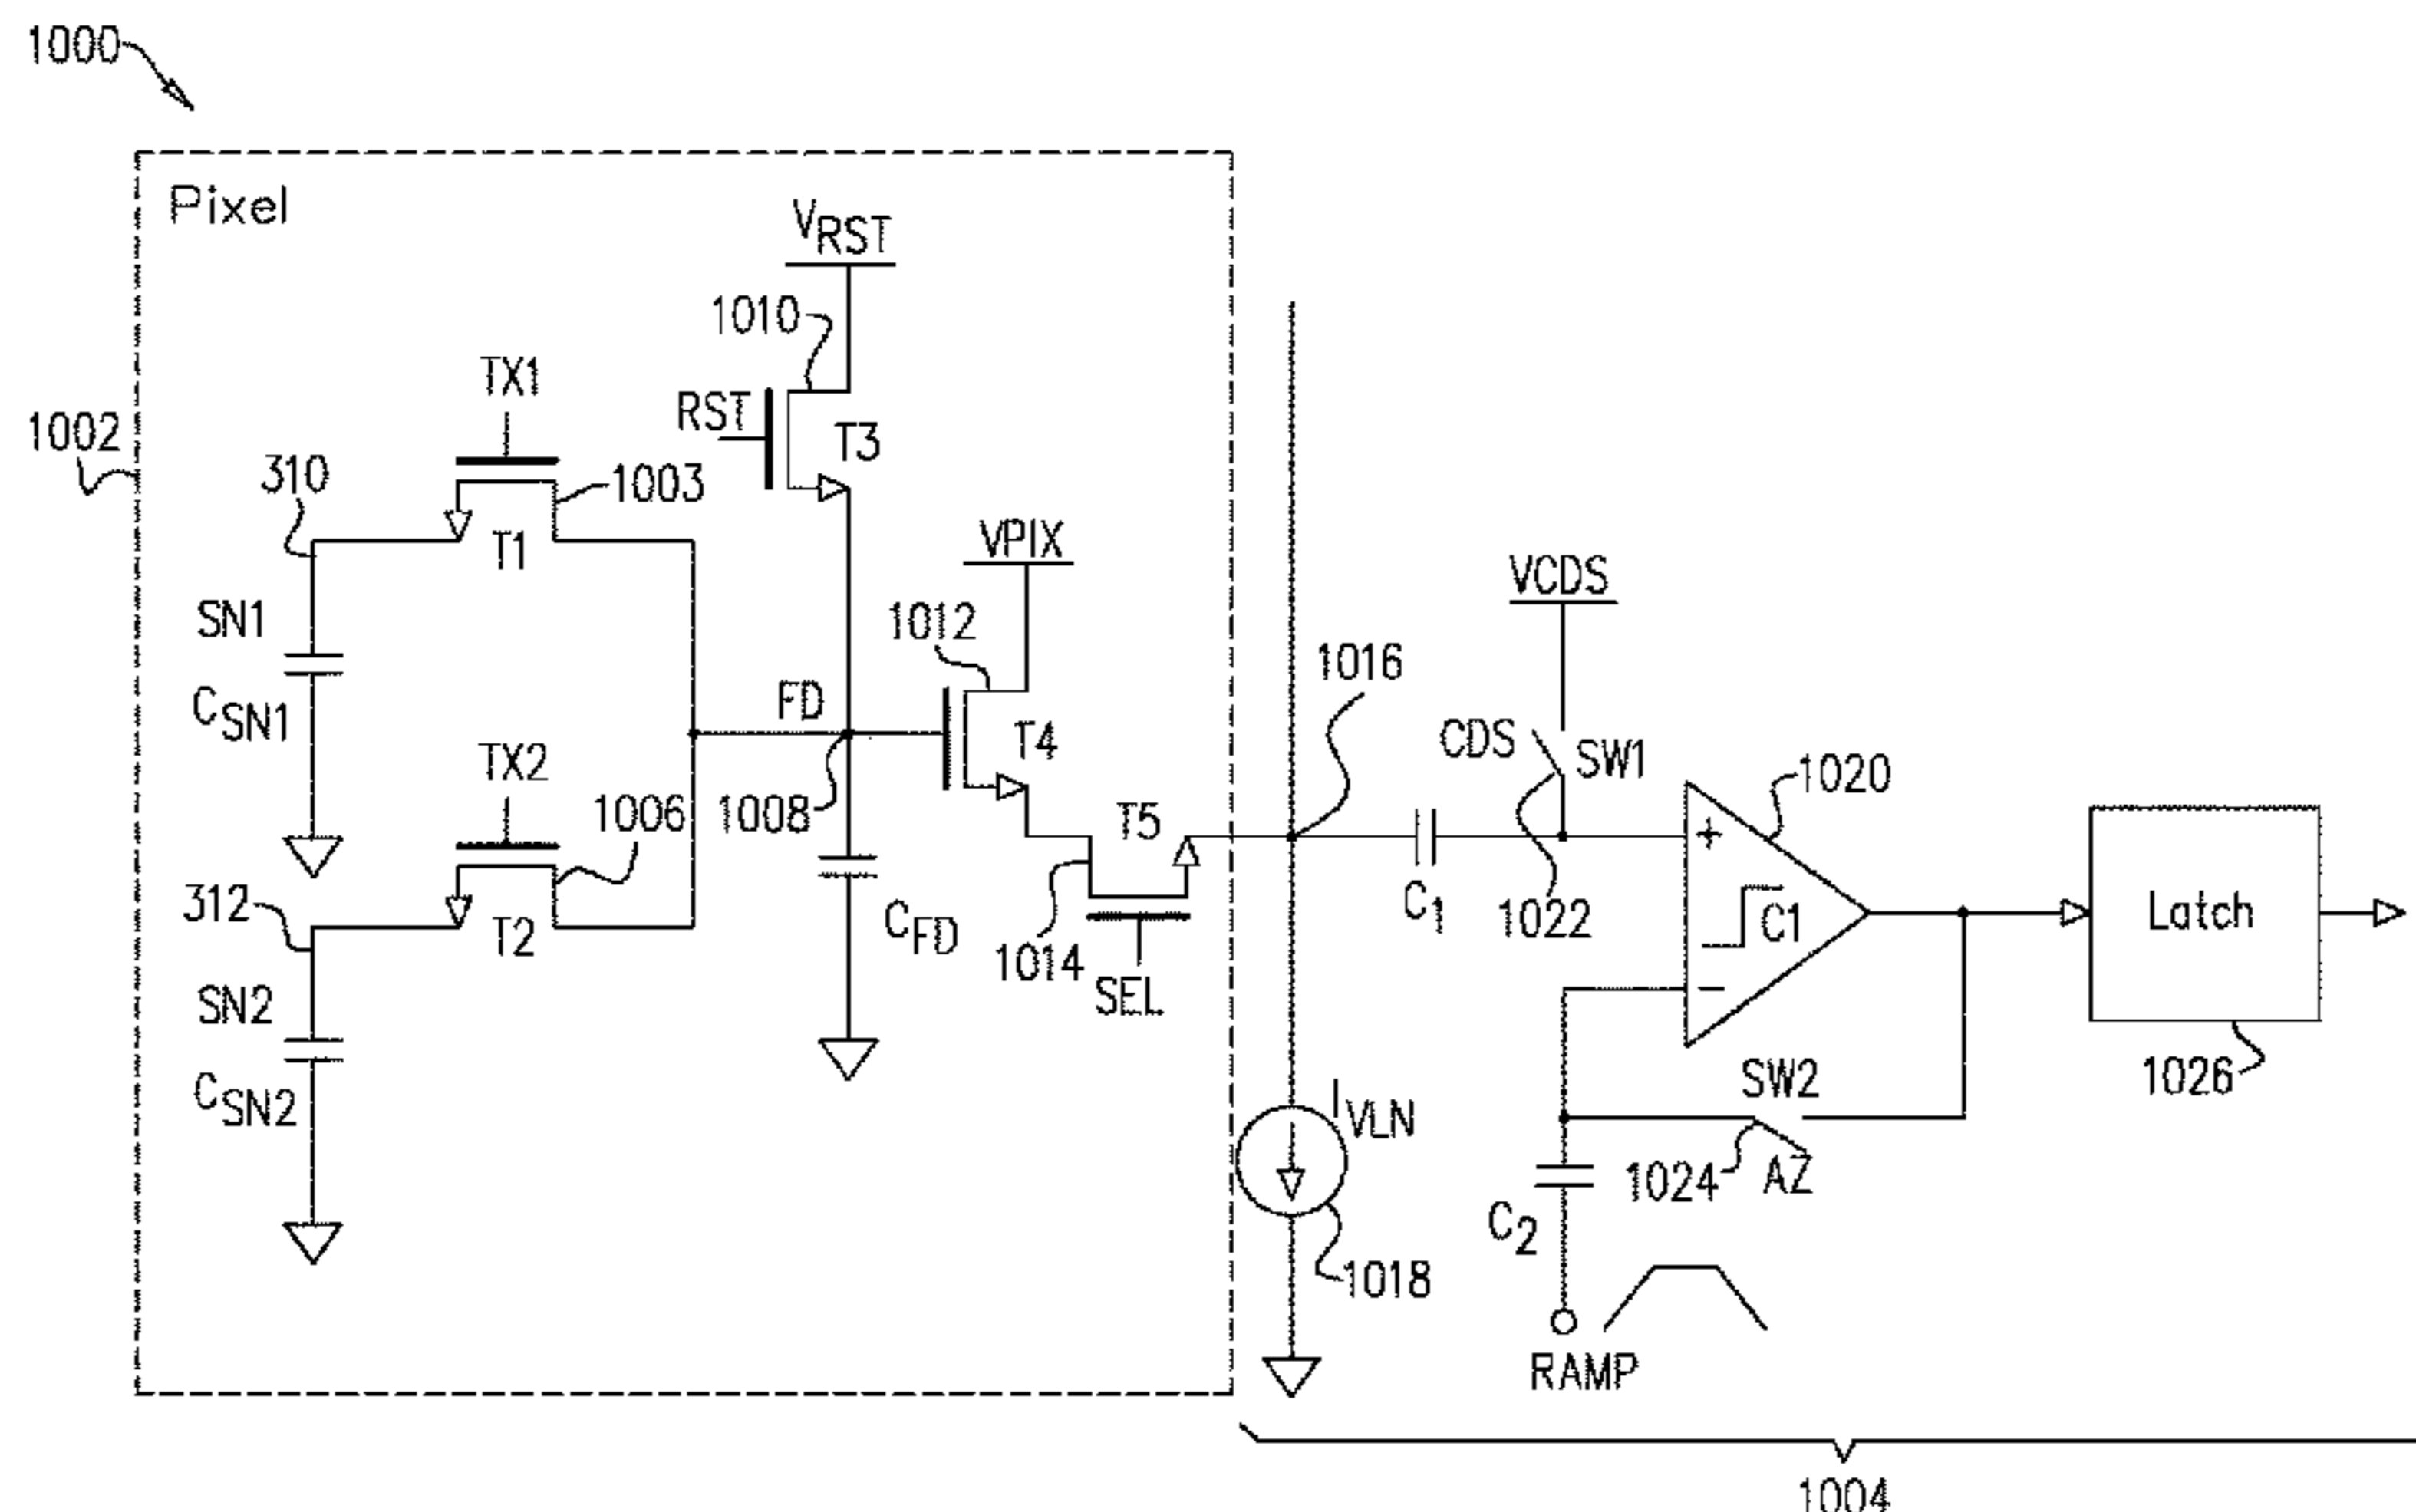 1000
Pixel
VRST
1010
TX1
RST
T3
1002
310
1003
T1
VPIX
SN1
1012
VCDS
1016
CSN1
FD
T4
CDS
SW1
TX2
1020
1006
1008
T5
+
312
C1
1022
C1
Latch
T2
CFD
1014
SN2
SEL
−
SW2
1026
CSN2
IVLN
1024
AZ
C2
1018
RAMP
1004